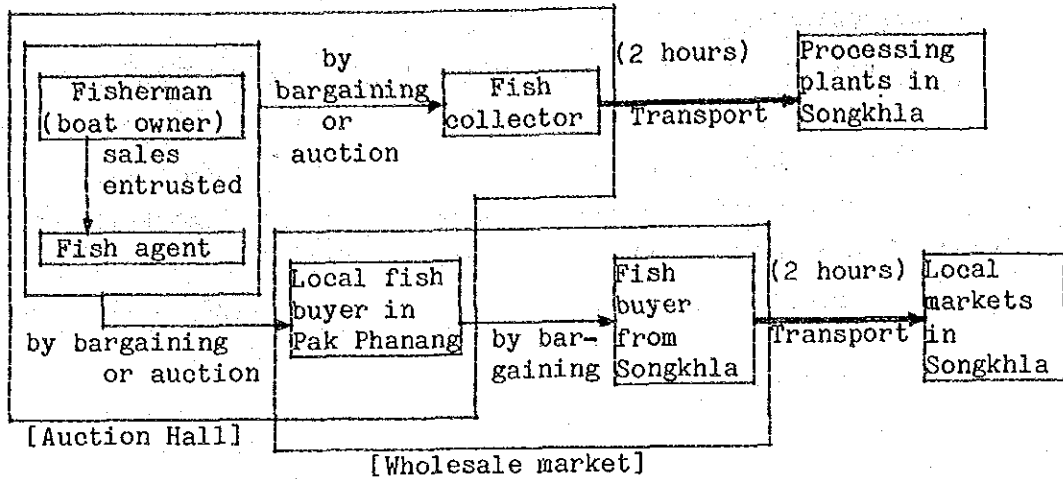 Fisherman
(boat owner)
sales
entrusted
Fish agent
by
bargaining
or
auction
Fish
collector
(2 hours)
Transport
Processing
plants in
Songkhla
by bargaining
or auction
Local fish
buyer in
Pak Phanang
by bar-
gaining
Fish
buyer
from
Songkhla
(2 hours)
Transport
Local
markets
in
Songkhla
[Auction Hall]
[Wholesale market]